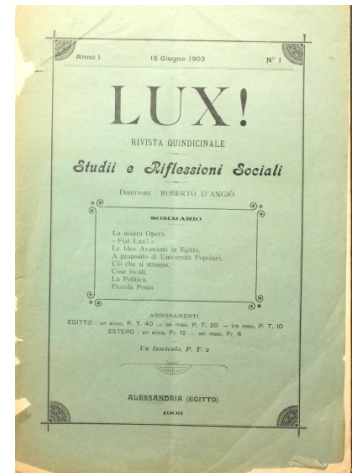 Anno I 16 Giugno 1903 N° 1
LUX!
RIVISTA QUINDICINALE
Studii e Riflessioni Sociali
Direttore ROBERTO D'ANGIÒ
SOMMARIO
La nostra Opera.
« Fiat Lux! »
Le Idee Avanzate in Egitto.
A proposito di Università Popolari.
Ciò che si stampa.
Cose locali.
La Politica.
Piccola Posta
ABBONAMENTI
EGITTO : un anno, P. T. 40 — sei mesi, P. T. 20 — tre mesi, P. T. 10
ESTERO : un anno, Fr. 12 — sei mesi, Fr. 6
Un fascicolo, P. T. 2
ALESSANDRIA (EGITTO)
1903